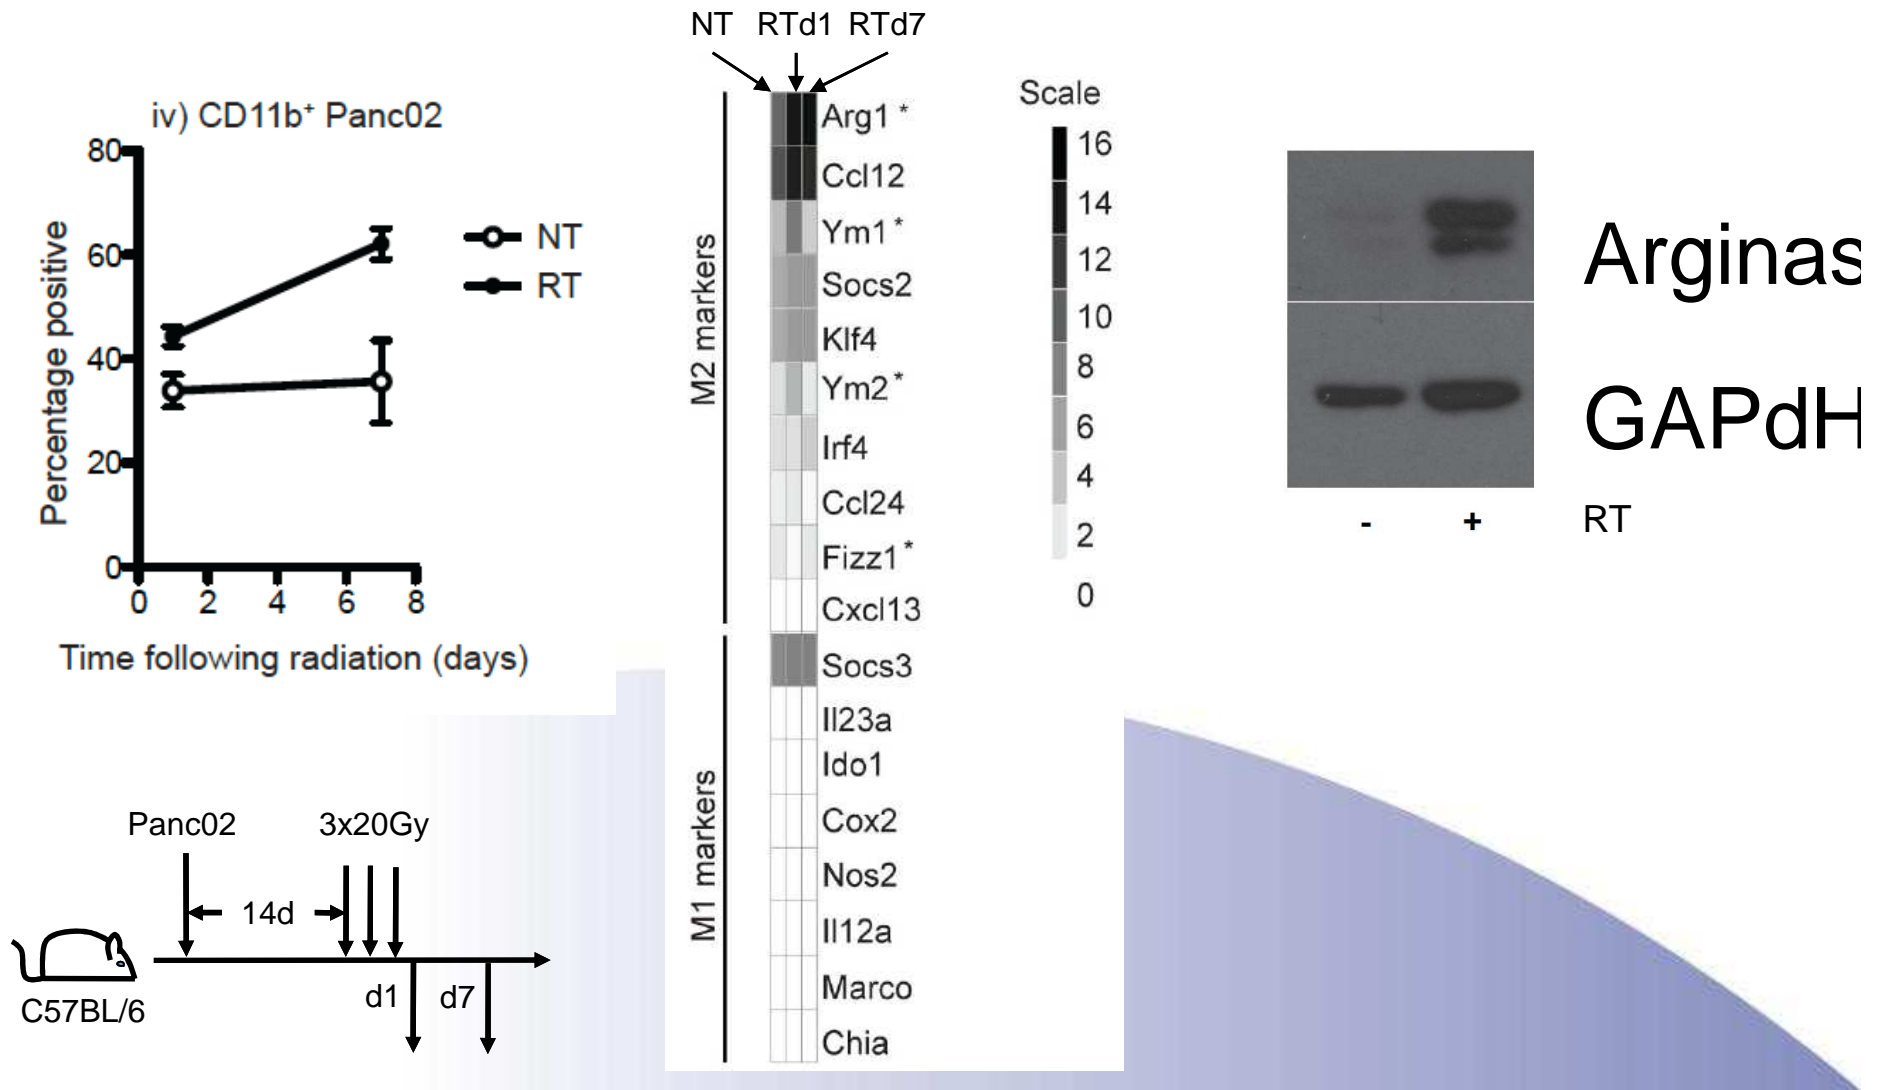 NT RTd1 RTd7
iv) CD11b⁺ Panc02
80
60
40
20
0
Percentage positive
0 2 4 6 8
Time following radiation (days)
NT
RT
M2 markers
Arg1 *
Ccl12
Ym1 *
Socs2
Klf4
Ym2 *
Irf4
Ccl24
Fizz1 *
Cxcl13
M1 markers
Socs3
Il23a
Ido1
Cox2
Nos2
Il12a
Marco
Chia
Scale
16
14
12
10
8
6
4
2
0
Arginas
GAPdH
- + RT
Panc02 3x20Gy
14d
d1 d7
C57BL/6